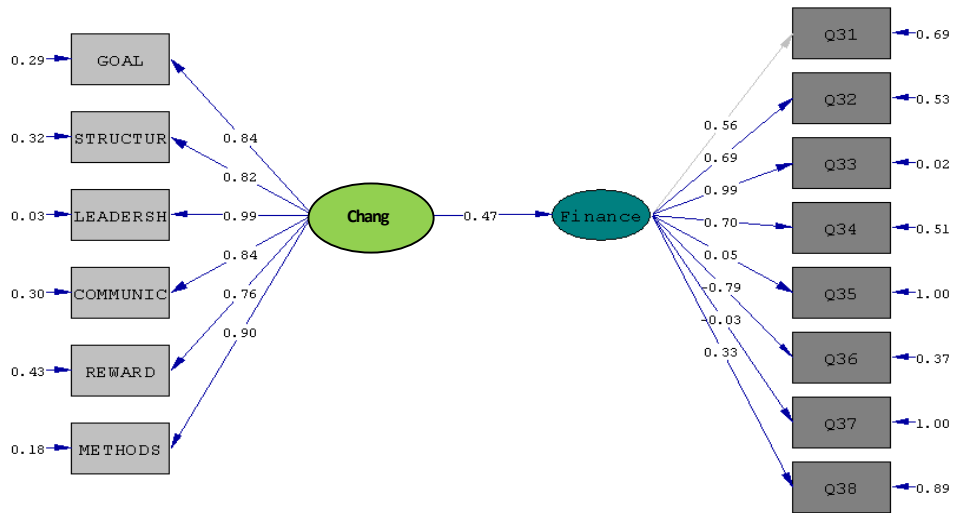 0.29 GOAL
0.32 STRUCTUR
0.03 LEADERSH
0.30 COMMUNIC
0.43 REWARD
0.18 METHODS
0.84
0.82
0.99
0.84
0.76
0.90
Chang
0.47
Finance
0.56
0.69
0.99
0.70
0.05
-0.79
-0.03
0.33
Q31 0.69
Q32 0.53
Q33 0.02
Q34 0.51
Q35 1.00
Q36 0.37
Q37 1.00
Q38 0.89